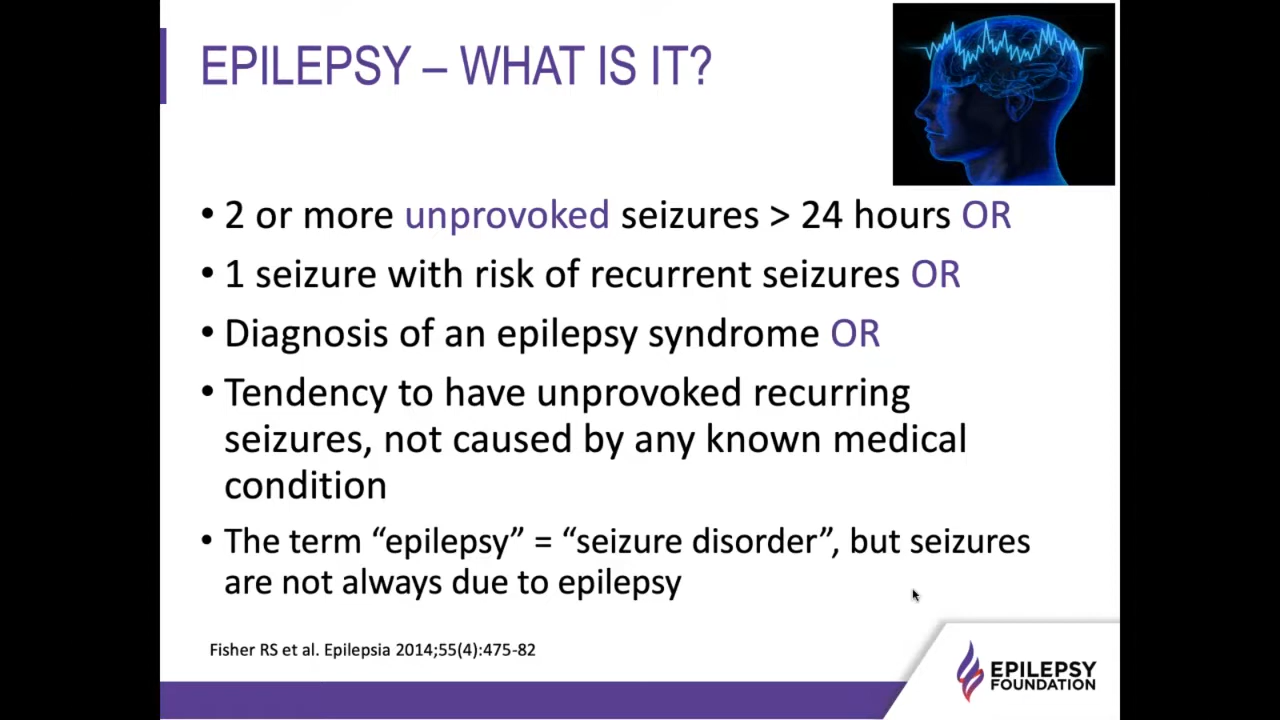 EPILEPSY – WHAT IS IT?
• 2 or more unprovoked seizures > 24 hours OR
• 1 seizure with risk of recurrent seizures OR
• Diagnosis of an epilepsy syndrome OR
• Tendency to have unprovoked recurring
seizures, not caused by any known medical
condition
• The term “epilepsy” = “seizure disorder”, but seizures
are not always due to epilepsy
Fisher RS et al. Epilepsia 2014;55(4):475-82
EPILEPSY
FOUNDATION